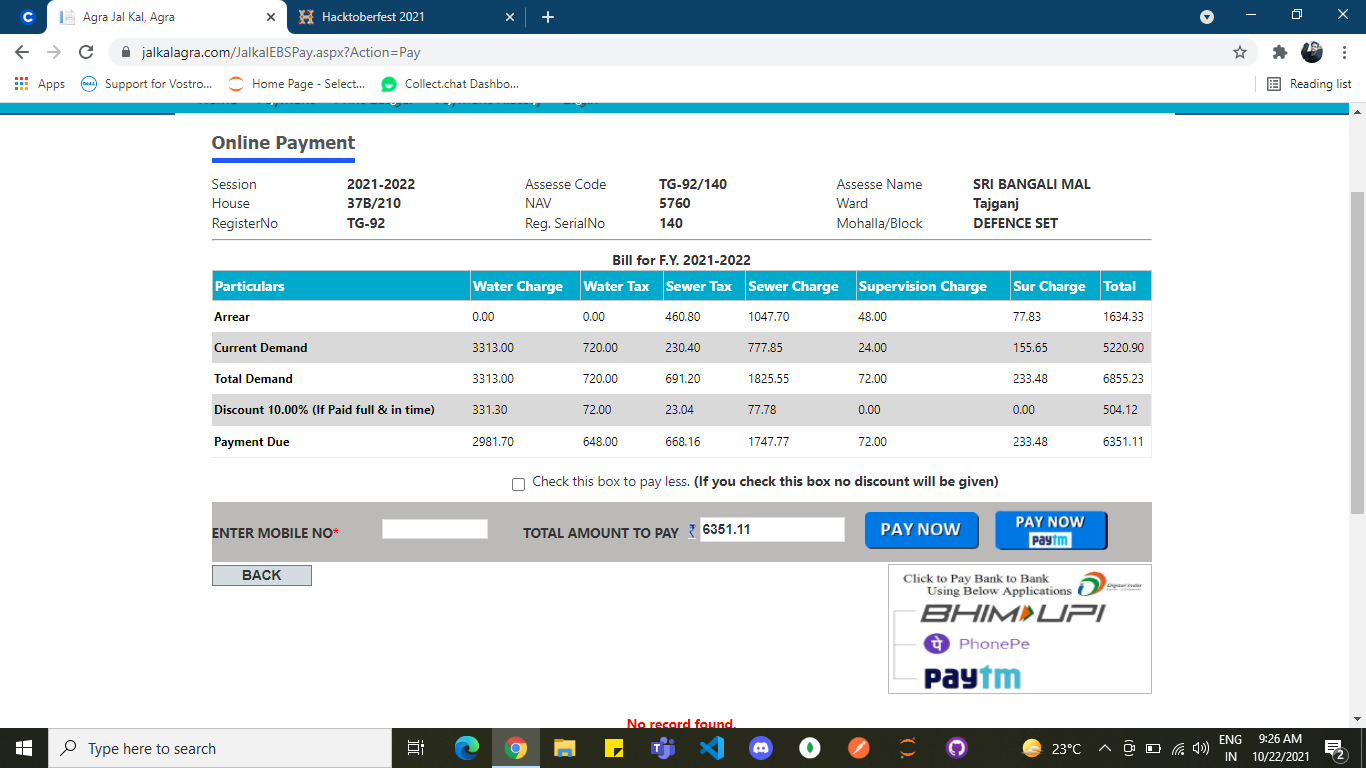 Agra Jal Kal, Agra
Hacktoberfest 2021
jalkalagra.com/JalkalEBSPay.aspx?Action=Pay
Apps Support for Vostro... Home Page - Select... Collect.chat Dashbo... Reading list
Online Payment
Session 2021-2022 Assesse Code TG-92/140 Assesse Name SRI BANGALI MAL
House 37B/210 NAV 5760 Ward Tajganj
RegisterNo TG-92 Reg. SerialNo 140 Mohalla/Block DEFENCE SET
Bill for F.Y. 2021-2022
Particulars Water Charge Water Tax Sewer Tax Sewer Charge Supervision Charge Sur Charge Total
Arrear 0.00 0.00 460.80 1047.70 48.00 77.83 1634.33
Current Demand 3313.00 720.00 230.40 777.85 24.00 155.65 5220.90
Total Demand 3313.00 720.00 691.20 1825.55 72.00 233.48 6855.23
Discount 10.00% (If Paid full & in time) 331.30 72.00 23.04 77.78 0.00 0.00 504.12
Payment Due 2981.70 648.00 668.16 1747.77 72.00 233.48 6351.11
Check this box to pay less. (If you check this box no discount will be given)
ENTER MOBILE NO* TOTAL AMOUNT TO PAY ₹ 6351.11 PAY NOW PAY NOW
paytm
BACK
Click to Pay Bank to Bank
Using Below Applications
Digital India
BHIM UPI
पे PhonePe
paytm
No record found.
Type here to search 23°C ENG 9:26 AM
IN 10/22/2021 2